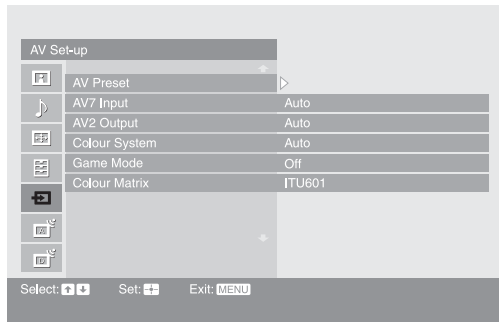 AV Set-up
AV Preset
AV7 Input Auto
AV2 Output Auto
Colour System Auto
Game Mode Off
Colour Matrix ITU601
Select: Set: Exit: MENU